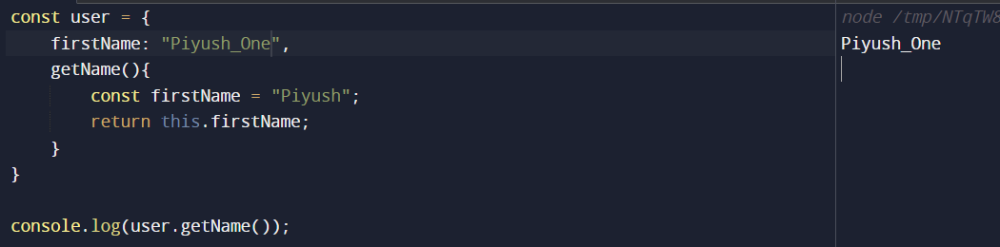 const user = {
    firstName: "Piyush_One",
    getName(){
        const firstName = "Piyush";
        return this.firstName;
    }
}
console.log(user.getName());
node /tmp/NTqTW8
Piyush_One